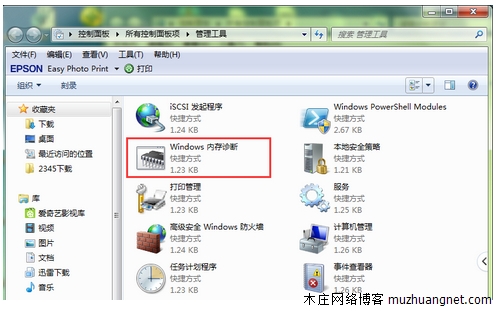 控制面板 ▸ 所有控制面板项 ▸ 管理工具
搜索 管理工具
文件(F) 编辑(E) 查看(V) 工具(T) 帮助(H)
EPSON Easy Photo Print 打印
组织 刻录
收藏夹
下载
桌面
最近访问的位置
2345下载
库
爱奇艺影视库
视频
图片
文档
迅雷下载
音乐
iSCSI 发起程序
快捷方式
1.24 KB
Windows PowerShell Modules
快捷方式
2.67 KB
Windows 内存诊断
快捷方式
1.23 KB
本地安全策略
快捷方式
1.21 KB
打印管理
快捷方式
1.23 KB
服务
快捷方式
1.25 KB
高级安全 Windows 防火墙
快捷方式
1.24 KB
计算机管理
快捷方式
1.23 KB
任务计划程序
快捷方式
1.23 KB
事件查看器
快捷方式
木庄网络博客 muzhuangnet.com